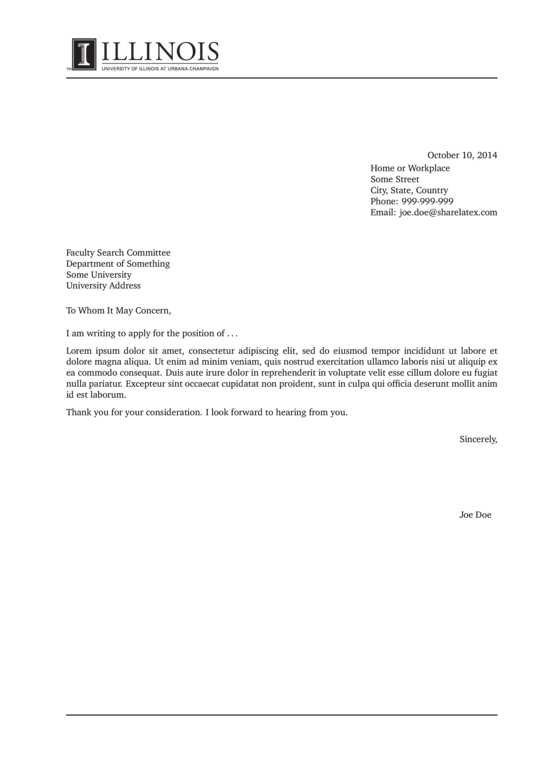 ILLINOIS
UNIVERSITY OF ILLINOIS AT URBANA-CHAMPAIGN
October 10, 2014
Home or Workplace
Some Street
City, State, Country
Phone: 999-999-999
Email: joe.doe@sharelatex.com
Faculty Search Committee
Department of Something
Some University
University Address
To Whom It May Concern,
I am writing to apply for the position of . . .
Lorem ipsum dolor sit amet, consectetur adipiscing elit, sed do eiusmod tempor incididunt ut labore et
dolore magna aliqua. Ut enim ad minim veniam, quis nostrud exercitation ullamco laboris nisi ut aliquip ex
ea commodo consequat. Duis aute irure dolor in reprehenderit in voluptate velit esse cillum dolore eu fugiat
nulla pariatur. Excepteur sint occaecat cupidatat non proident, sunt in culpa qui officia deserunt mollit anim
id est laborum.
Thank you for your consideration. I look forward to hearing from you.
Sincerely,
Joe Doe